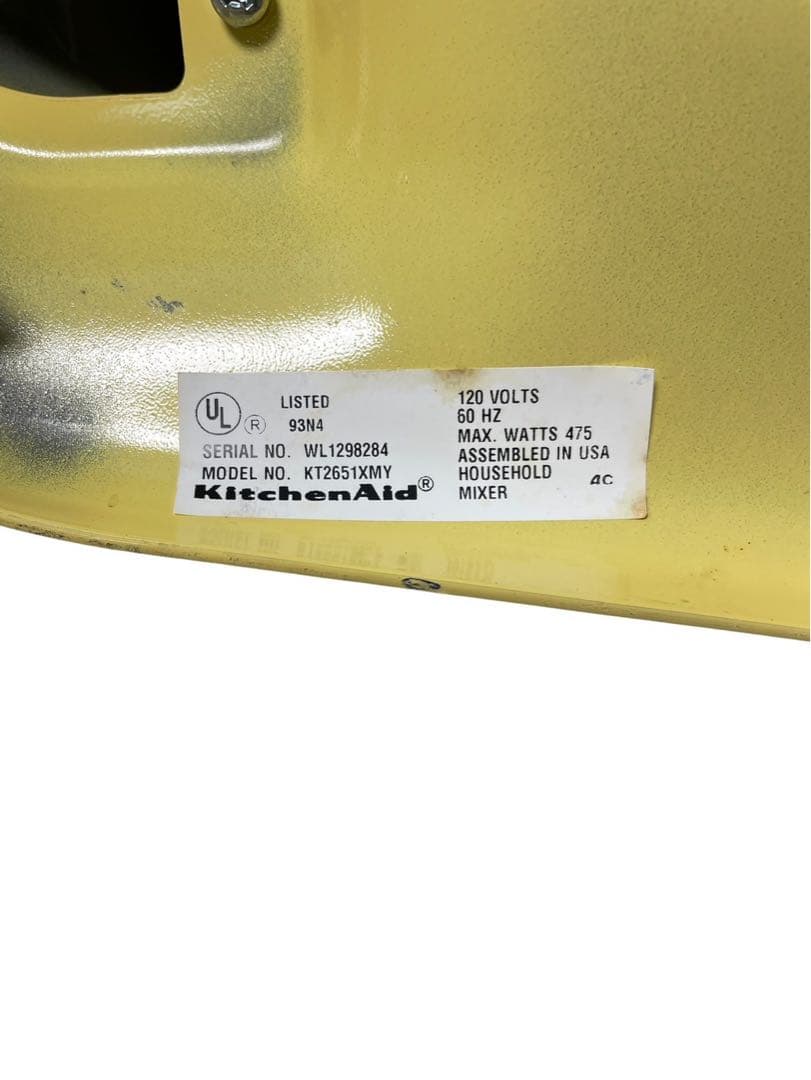 UL ® LISTED
93N4
SERIAL NO. WL1298284
MODEL NO. KT2651XMY
KitchenAid®
120 VOLTS
60 HZ
MAX. WATTS 475
ASSEMBLED IN USA
HOUSEHOLD 4C
MIXER